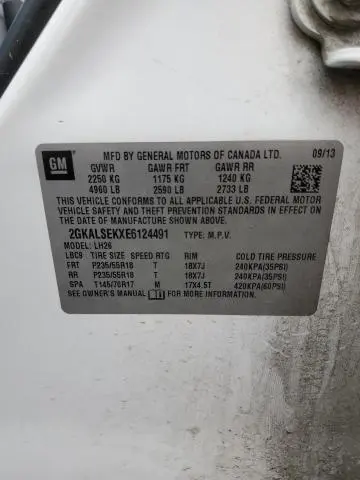 GM
MFD BY GENERAL MOTORS OF CANADA LTD. 09/13
GVWR GAWR FRT GAWR RR
2250 KG 1175 KG 1240 KG
4960 LB 2590 LB 2733 LB
THIS VEHICLE CONFORMS TO ALL APPLICABLE U.S. FEDERAL MOTOR
VEHICLE SAFETY AND THEFT PREVENTION STANDARDS IN
EFFECT ON THE DATE OF MANUFACTURE SHOWN ABOVE.
2GKALSEKXE6124491 TYPE: M.P.V.
MODEL: LH26
LBC9 TIRE SIZE SPEED RTG RIM COLD TIRE PRESSURE
FRT P235/55R18 T 18X7J 240KPA(35PSI)
RR P235/55R18 T 18X7J 240KPA(35PSI)
SPA T145/70R17 M 17X4.5T 420KPA(60PSI)
SEE OWNER'S MANUAL FOR MORE INFORMATION.